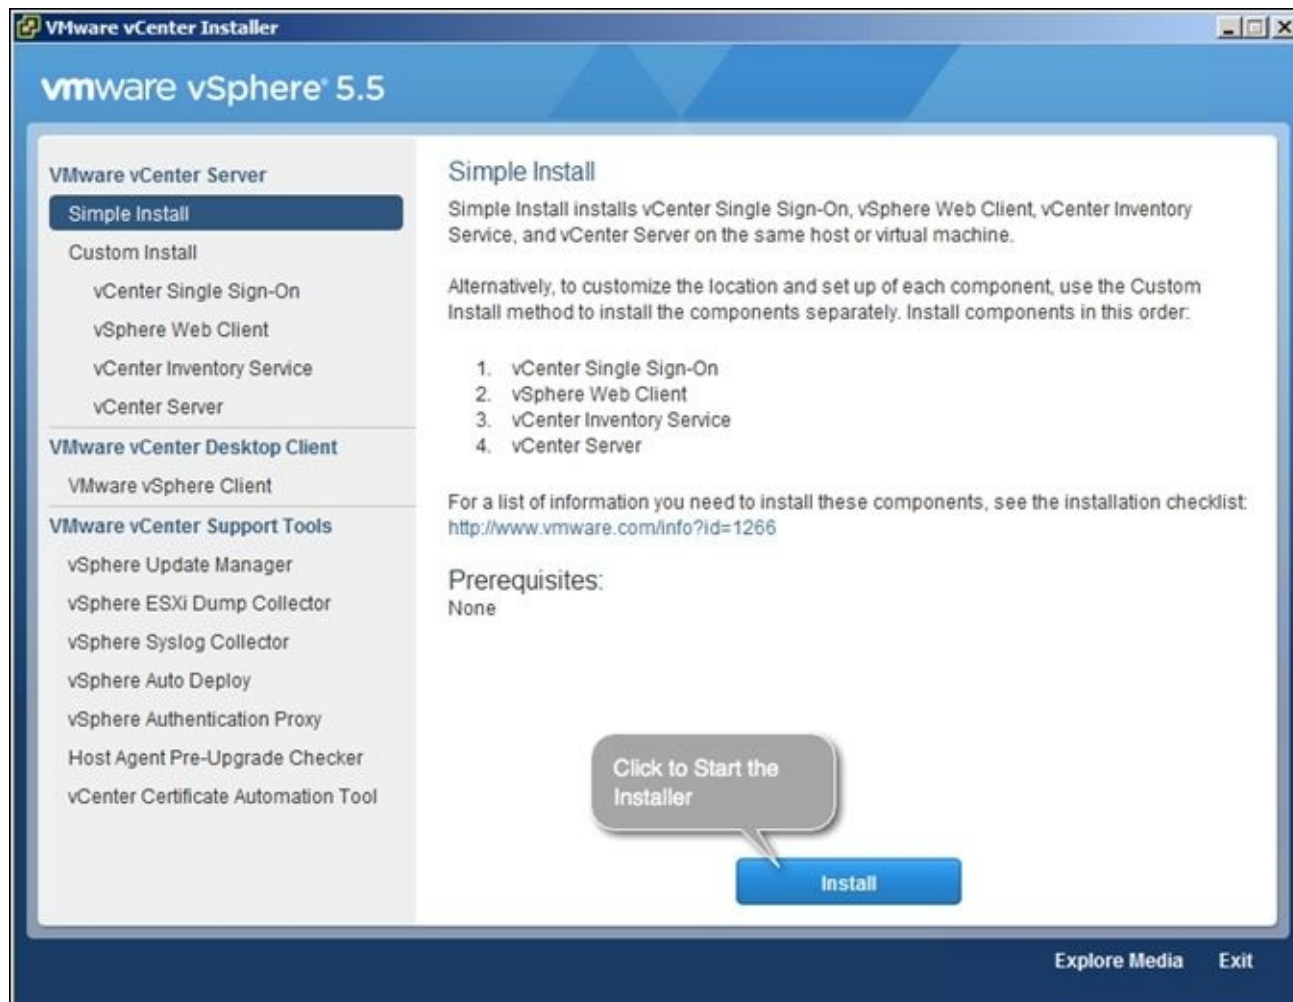 VMware vCenter Installer
vmware vSphere® 5.5
VMware vCenter Server
Simple Install
Custom Install
vCenter Single Sign-On
vSphere Web Client
vCenter Inventory Service
vCenter Server
VMware vCenter Desktop Client
VMware vSphere Client
VMware vCenter Support Tools
vSphere Update Manager
vSphere ESXi Dump Collector
vSphere Syslog Collector
vSphere Auto Deploy
vSphere Authentication Proxy
Host Agent Pre-Upgrade Checker
vCenter Certificate Automation Tool
Simple Install
Simple Install installs vCenter Single Sign-On, vSphere Web Client, vCenter Inventory
Service, and vCenter Server on the same host or virtual machine.
Alternatively, to customize the location and set up of each component, use the Custom
Install method to install the components separately. Install components in this order:
1. vCenter Single Sign-On
2. vSphere Web Client
3. vCenter Inventory Service
4. vCenter Server
For a list of information you need to install these components, see the installation checklist:
http://www.vmware.com/info?id=1266
Prerequisites:
None
Click to Start the
Installer
Install
Explore Media
Exit